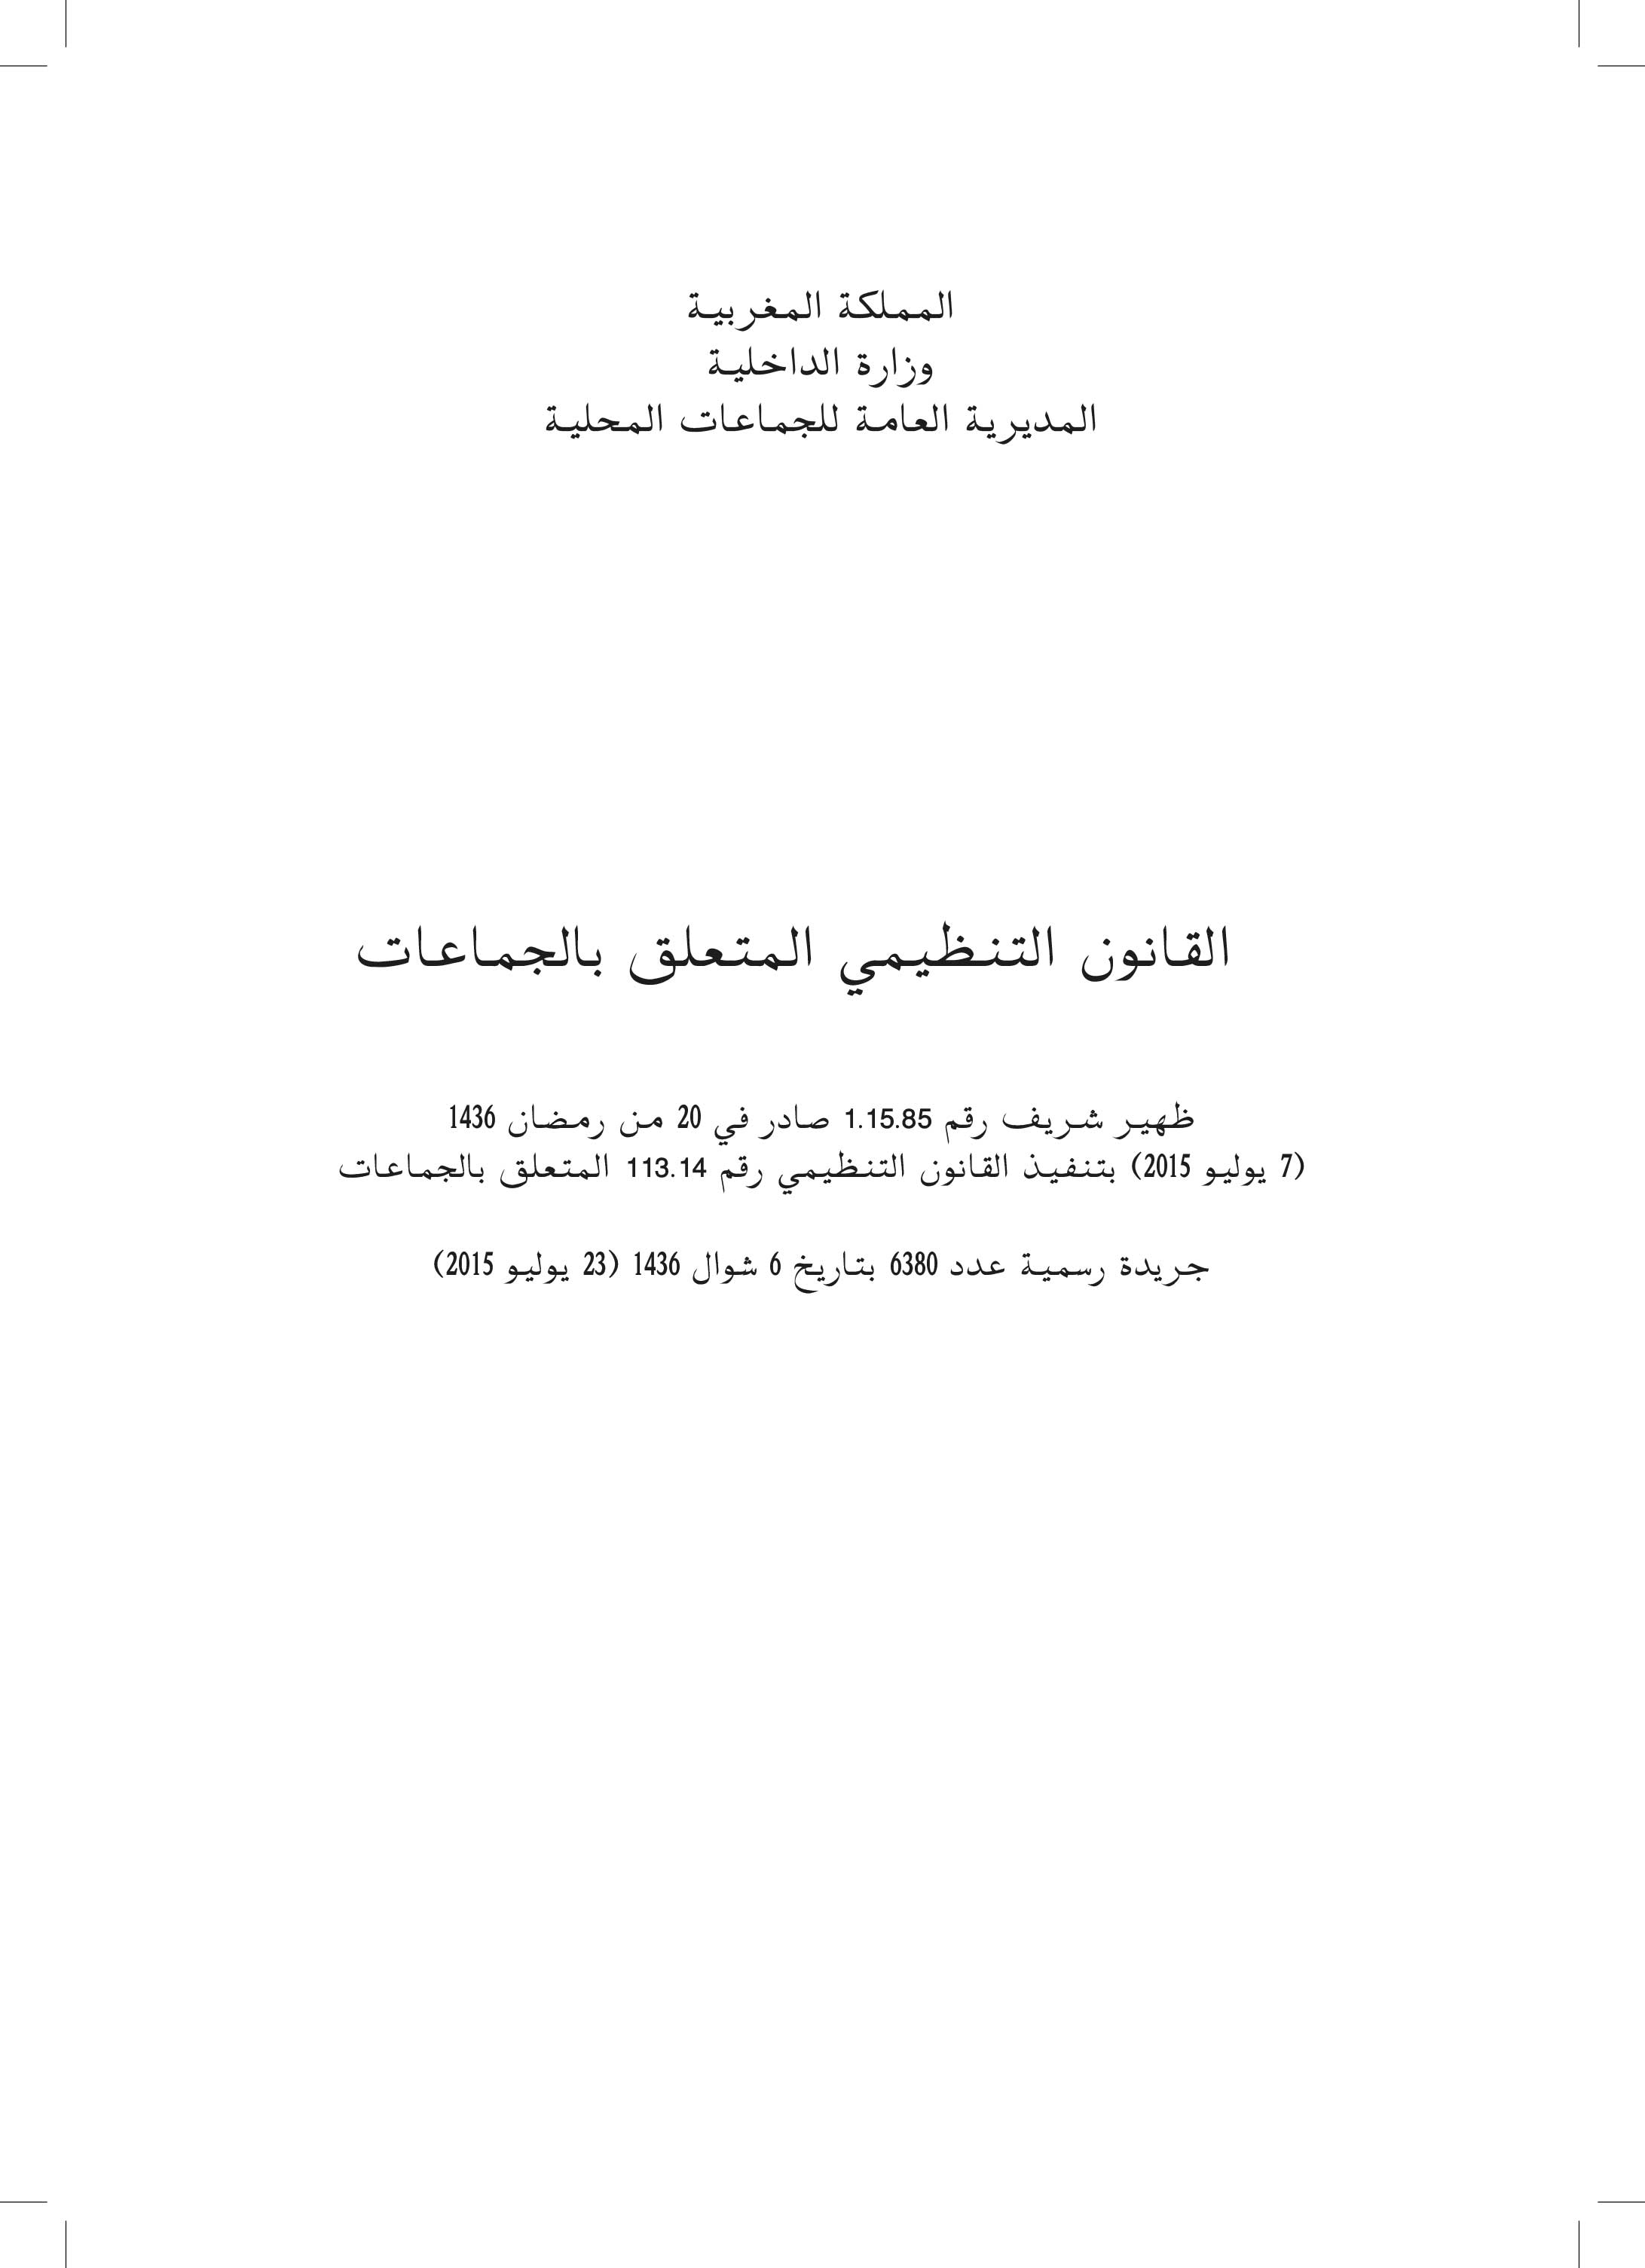 المملكة المغربية
وزارة الداخلية
المديرية العامة للجماعات المحلية
القانون التنظيمي المتعلق بالجماعات
ظهير شريف رقم 1.15.85 صادر في 20 من رمضان 1436
(7 يوليو 2015) بتنفيذ القانون التنظيمي رقم 113.14 المتعلق بالجماعات
جريدة رسمية عدد 6380 بتاريخ 6 شوال 1436 (23 يوليو 2015)